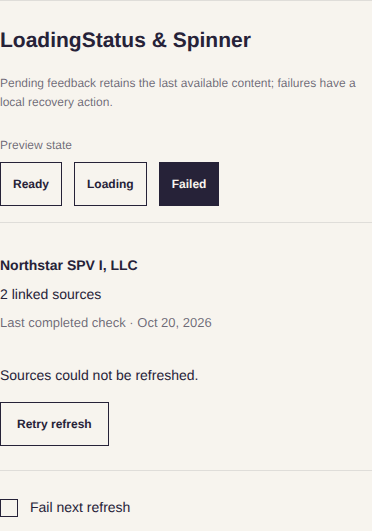 LoadingStatus & Spinner
Pending feedback retains the last available content; failures have a
local recovery action.
Preview state
Ready
Loading
Failed
Northstar SPV I, LLC
2 linked sources
Last completed check · Oct 20, 2026
Sources could not be refreshed.
Retry refresh
Fail next refresh